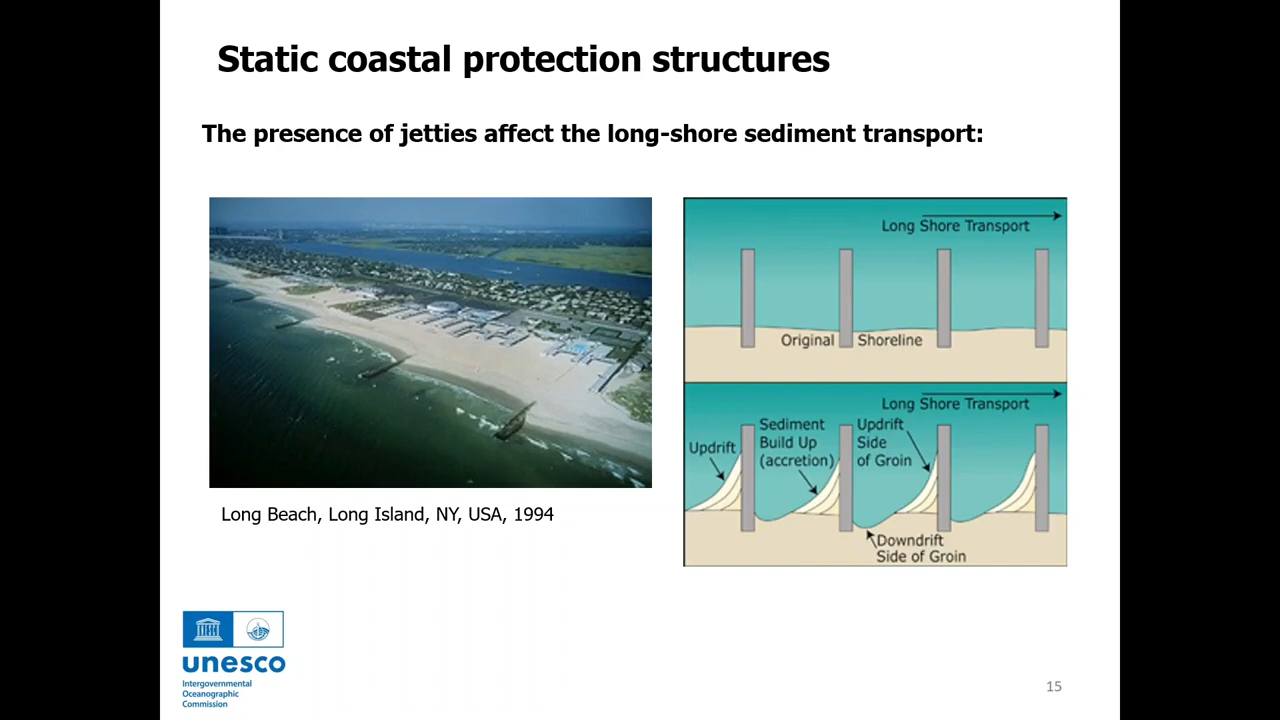 Static coastal protection structures
The presence of jetties affect the long-shore sediment transport:
Long Beach, Long Island, NY, USA, 1994
Long Shore Transport
Original Shoreline
Long Shore Transport
Updrift
Sediment
Build Up
(accretion)
Updrift
Side
of Groin
Downdrift
Side of Groin
unesco
Intergovernmental
Oceanographic
Commission
15